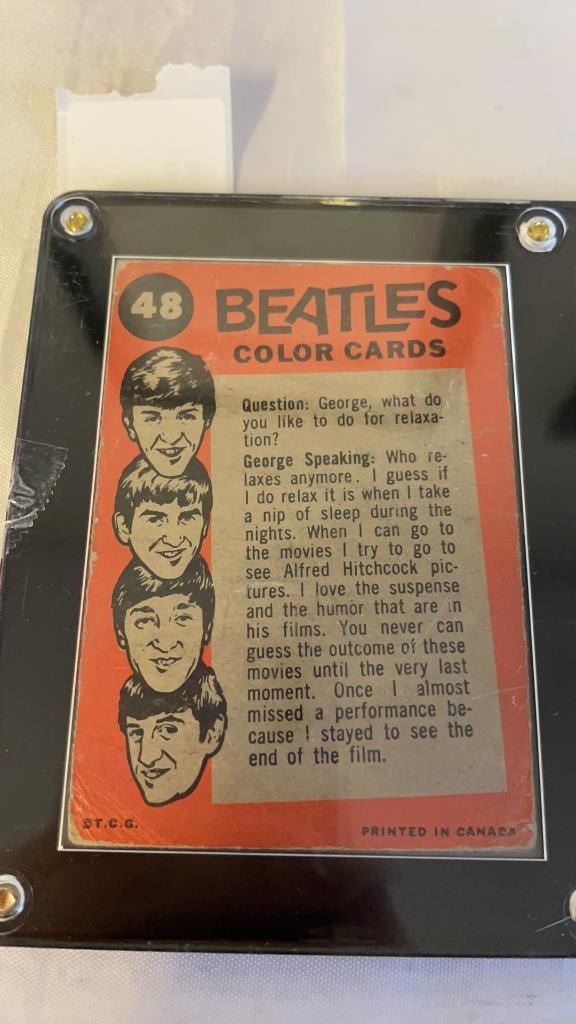 48
BEATLES
COLOR CARDS
Question: George, what do
you like to do for relaxa-
tion?
George Speaking: Who re-
laxes anymore. I guess if
I do relax it is when I take
a nip of sleep during the
nights. When I can go to
the movies I try to go to
see Alfred Hitchcock pic-
tures. I love the suspense
and the humor that are in
his films. You never can
guess the outcome of these
movies until the very last
moment. Once I almost
missed a performance be-
cause I stayed to see the
end of the film.
©T.C.G.
PRINTED IN CANADA